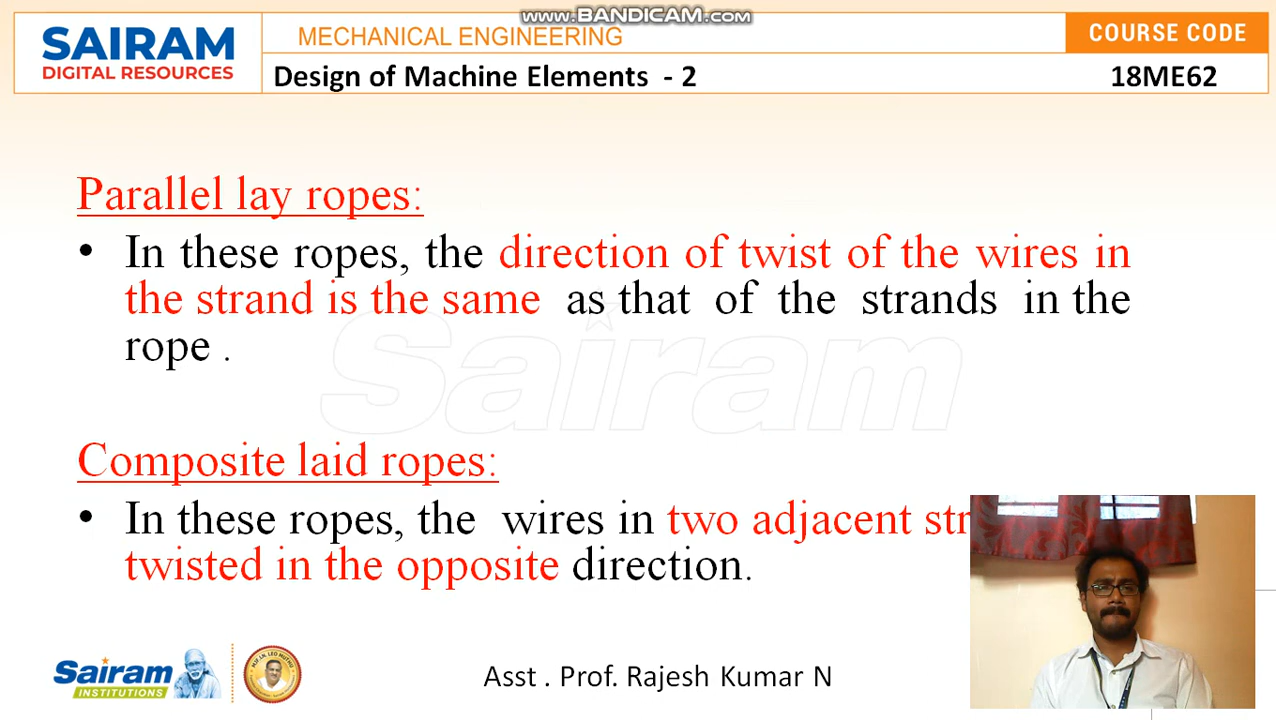 www.BANDICAM.com
SAIRAM
DIGITAL RESOURCES
MECHANICAL ENGINEERING
COURSE CODE
Design of Machine Elements - 2
18ME62
Parallel lay ropes:
• In these ropes, the direction of twist of the wires in
the strand is the same as that of the strands in the
rope .
Sairam
Composite laid ropes:
• In these ropes, the wires in two adjacent str
twisted in the opposite direction.
Sairam
INSTITUTIONS
Asst . Prof. Rajesh Kumar N